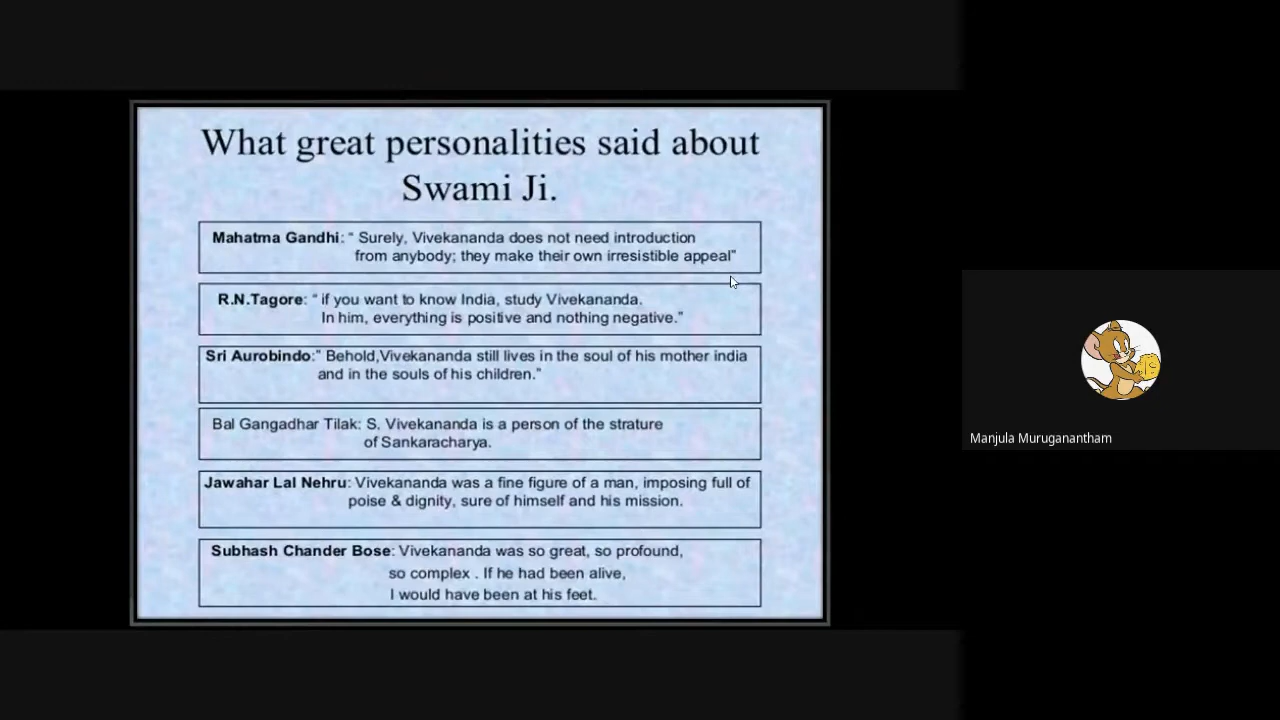 What great personalities said about
Swami Ji.
Mahatma Gandhi: “ Surely, Vivekananda does not need introduction
from anybody; they make their own irresistible appeal”
R.N.Tagore: “ if you want to know India, study Vivekananda.
In him, everything is positive and nothing negative.”
Sri Aurobindo:” Behold,Vivekananda still lives in the soul of his mother india
and in the souls of his children.”
Bal Gangadhar Tilak: S. Vivekananda is a person of the strature
of Sankaracharya.
Jawahar Lal Nehru: Vivekananda was a fine figure of a man, imposing full of
poise & dignity, sure of himself and his mission.
Subhash Chander Bose: Vivekananda was so great, so profound,
so complex . If he had been alive,
I would have been at his feet.
Manjula Muruganantham